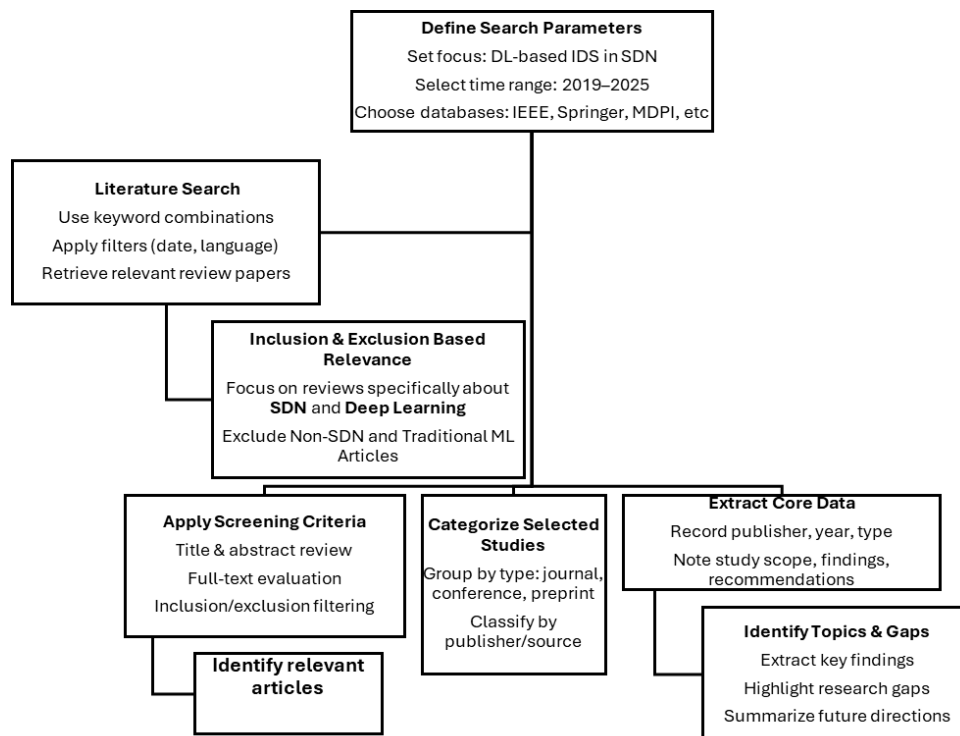 Define Search Parameters
Set focus: DL-based IDS in SDN
Select time range: 2019–2025
Choose databases: IEEE, Springer, MDPI, etc
Literature Search
Use keyword combinations
Apply filters (date, language)
Retrieve relevant review papers
Inclusion & Exclusion Based
Relevance
Focus on reviews specifically about
SDN and Deep Learning
Exclude Non-SDN and Traditional ML
Articles
Apply Screening Criteria
Title & abstract review
Full-text evaluation
Inclusion/exclusion filtering
Identify relevant
articles
Categorize Selected
Studies
Group by type: journal,
conference, preprint
Classify by
publisher/source
Extract Core Data
Record publisher, year, type
Note study scope, findings,
recommendations
Identify Topics & Gaps
Extract key findings
Highlight research gaps
Summarize future directions